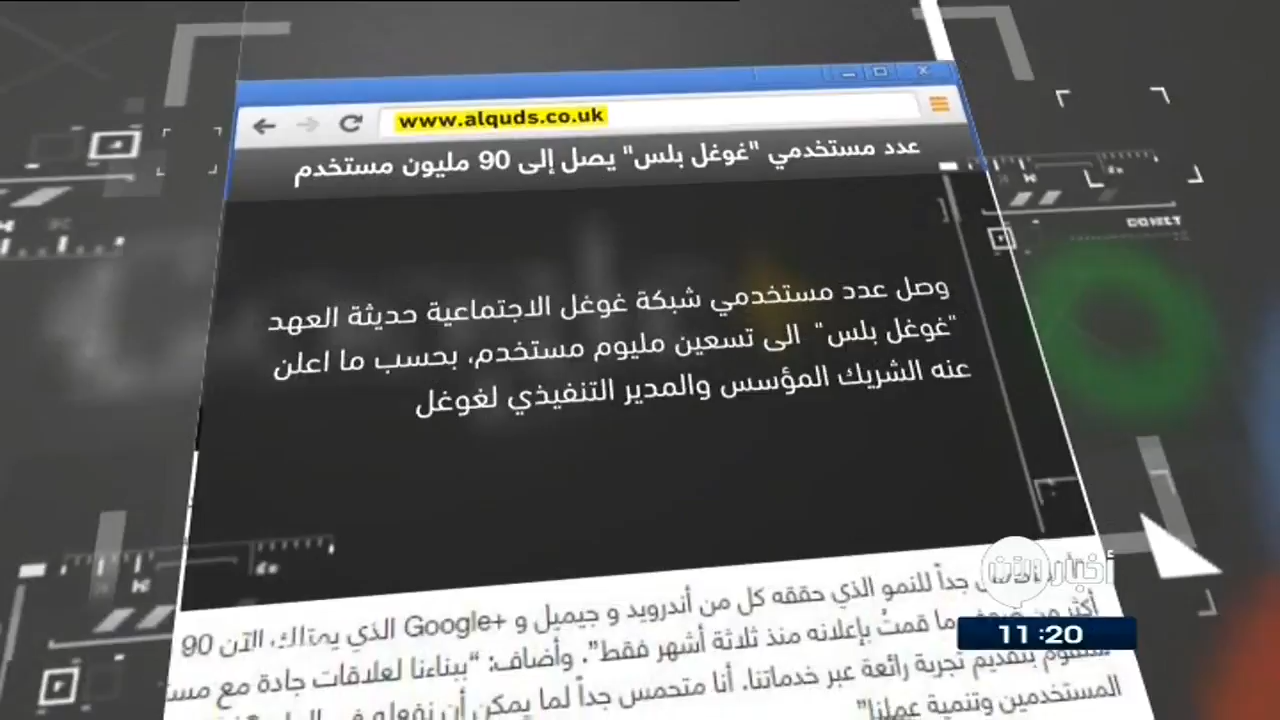 www.alquds.co.uk
عدد مستخدمي "غوغل بلس" يصل إلى 90 مليون مستخدم
وصل عدد مستخدمي شبكة غوغل الاجتماعية حديثة العهد
"غوغل بلس" الى تسعين مليوم مستخدم، بحسب ما اعلن
عنه الشريك المؤسس والمدير التنفيذي لغوغل
جداً للنمو الذي حققه كل من أندرويد و جيميل و +Google الذي يمتلك الآن 90
ما قمتُ بإعلانه منذ ثلاثة أشهر فقط". وأضاف: "ببناءنا لعلاقات جادة مع
بتقديم تجربة رائعة عبر خدماتنا. أنا متحمس جداً لما يمكن أن نفعله في
المستخدمين وتنمية عملنا"
أخبار الآن
11:20
COMET